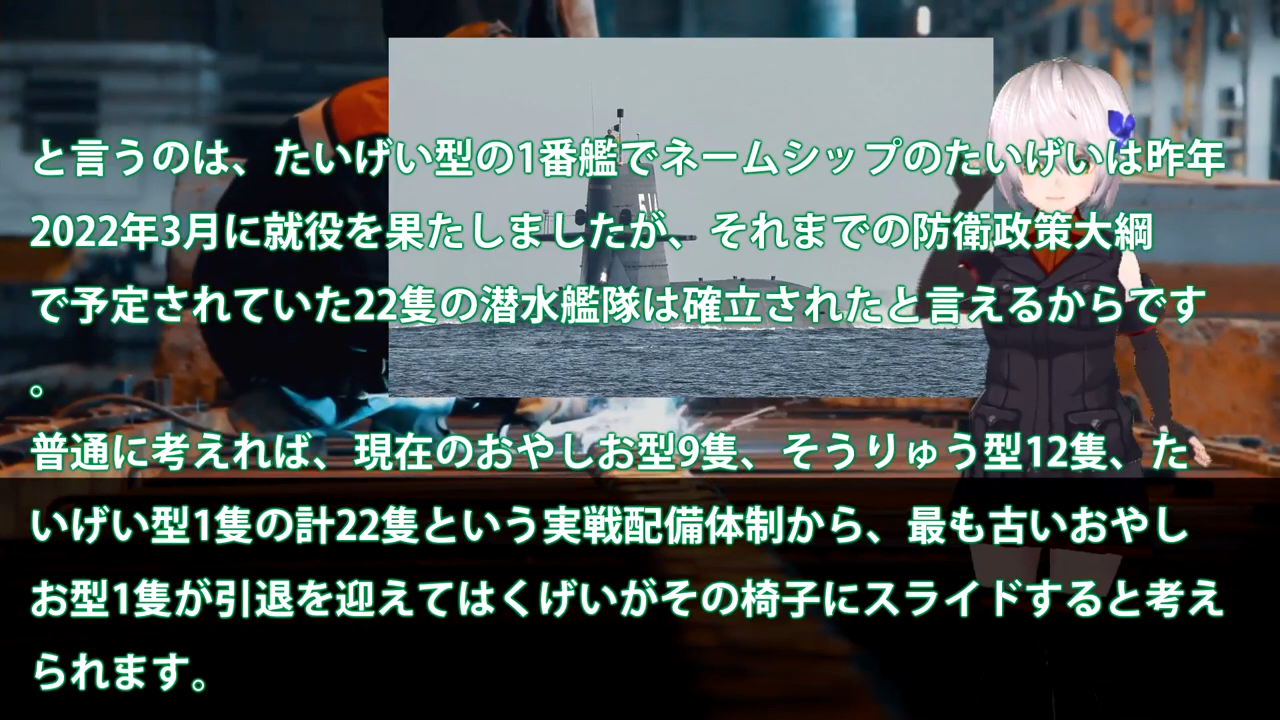 と言うのは、たいげい型の1番艦でネームシップのたいげいは昨年
2022年3月に就役を果たしましたが、それまでの防衛政策大綱
で予定されていた22隻の潜水艦隊は確立されたと言えるからです
。
普通に考えれば、現在のおやしお型9隻、そうりゅう型12隻、た
いげい型1隻の計22隻という実戦配備体制から、最も古いおやし
お型1隻が引退を迎えてはくげいがその椅子にスライドすると考え
られます。